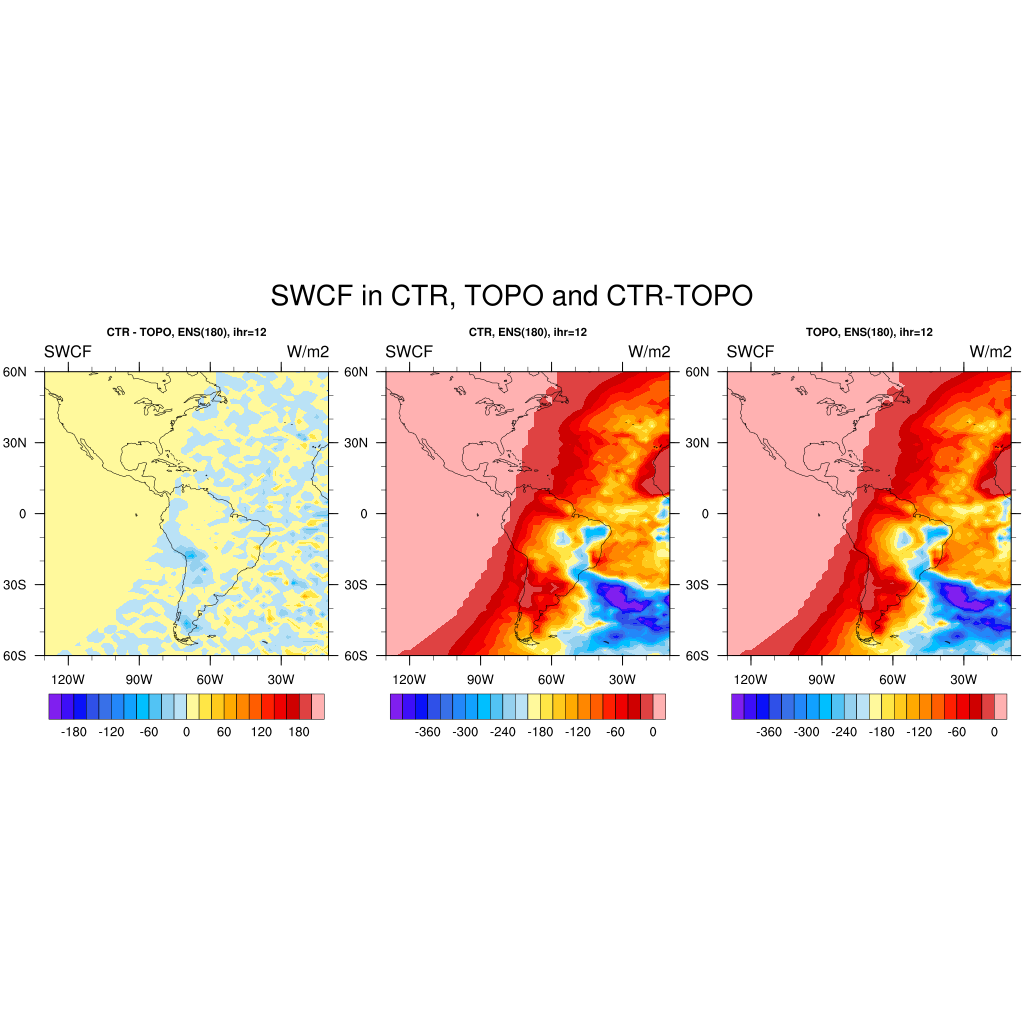 SWCF in CTR, TOPO and CTR-TOPO
CTR - TOPO, ENS(180), ihr=12
SWCF W/m2
60N
30N
0
30S
60S
120W 90W 60W 30W
-180 -120 -60 0 60 120 180
CTR, ENS(180), ihr=12
SWCF W/m2
60N
30N
0
30S
60S
120W 90W 60W 30W
-360 -300 -240 -180 -120 -60 0
TOPO, ENS(180), ihr=12
SWCF W/m2
60N
30N
0
30S
60S
120W 90W 60W 30W
-360 -300 -240 -180 -120 -60 0